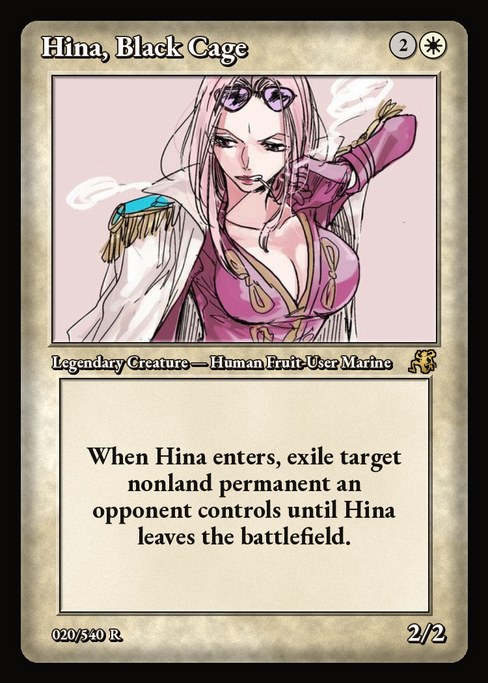 Hina, Black Cage
2
Legendary Creature — Human Fruit-User Marine
When Hina enters, exile target
nonland permanent an
opponent controls until Hina
leaves the battlefield.
020/540 R
2/2